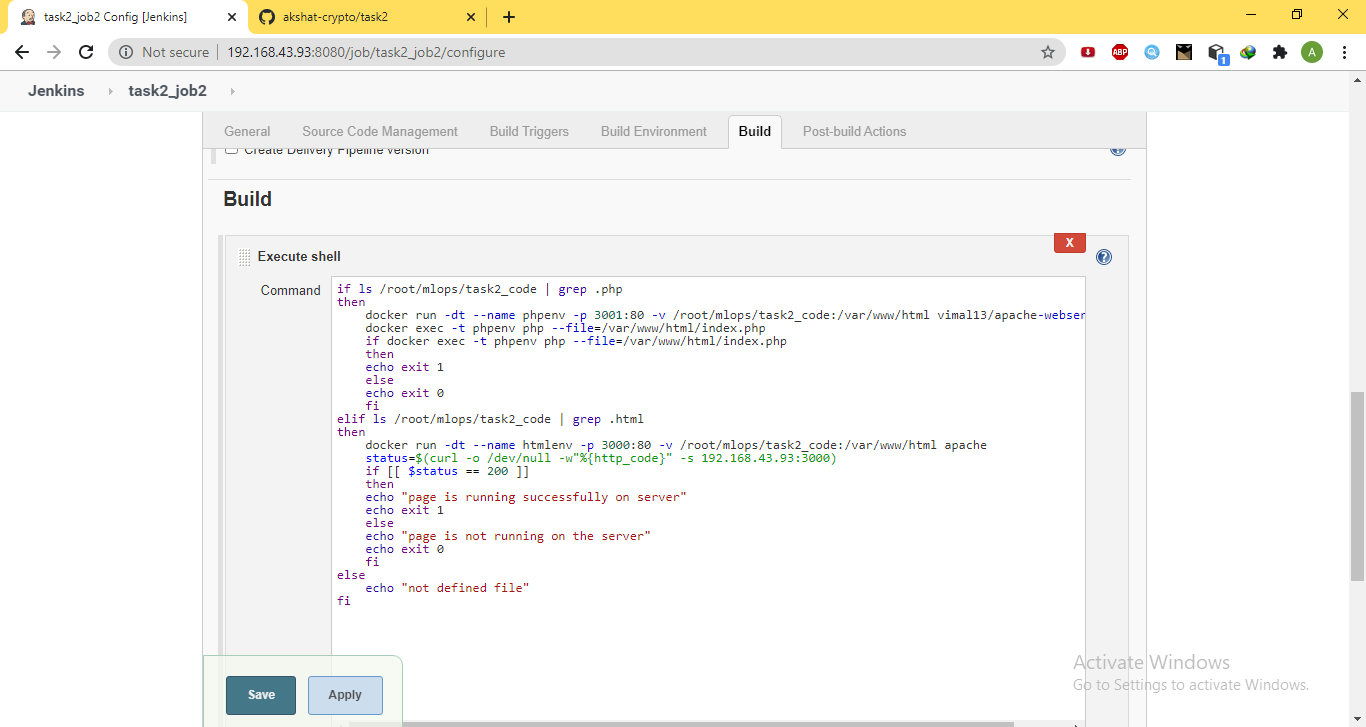 task2_job2 Config [Jenkins]
akshat-crypto/task2
Not secure
192.168.43.93:8080/job/task2_job2/configure
ABP
1
A
Jenkins
task2_job2
General
Source Code Management
Build Triggers
Build Environment
Build
Post-build Actions
Create Delivery Pipeline version
Build
Execute shell
X
?
Command
if ls /root/mlops/task2_code | grep .php
then
docker run -dt --name phpenv -p 3001:80 -v /root/mlops/task2_code:/var/www/html vimal13/apache-webser
docker exec -t phpenv php --file=/var/www/html/index.php
if docker exec -t phpenv php --file=/var/www/html/index.php
then
echo exit 1
else
echo exit 0
fi
elif ls /root/mlops/task2_code | grep .html
then
docker run -dt --name htmlenv -p 3000:80 -v /root/mlops/task2_code:/var/www/html apache
status=$(curl -o /dev/null -w"%{http_code}" -s 192.168.43.93:3000)
if [[ $status == 200 ]]
then
echo "page is running successfully on server"
echo exit 1
else
echo "page is not running on the server"
echo exit 0
fi
else
echo "not defined file"
fi
Save
Apply
Activate Windows
Go to Settings to activate Windows.